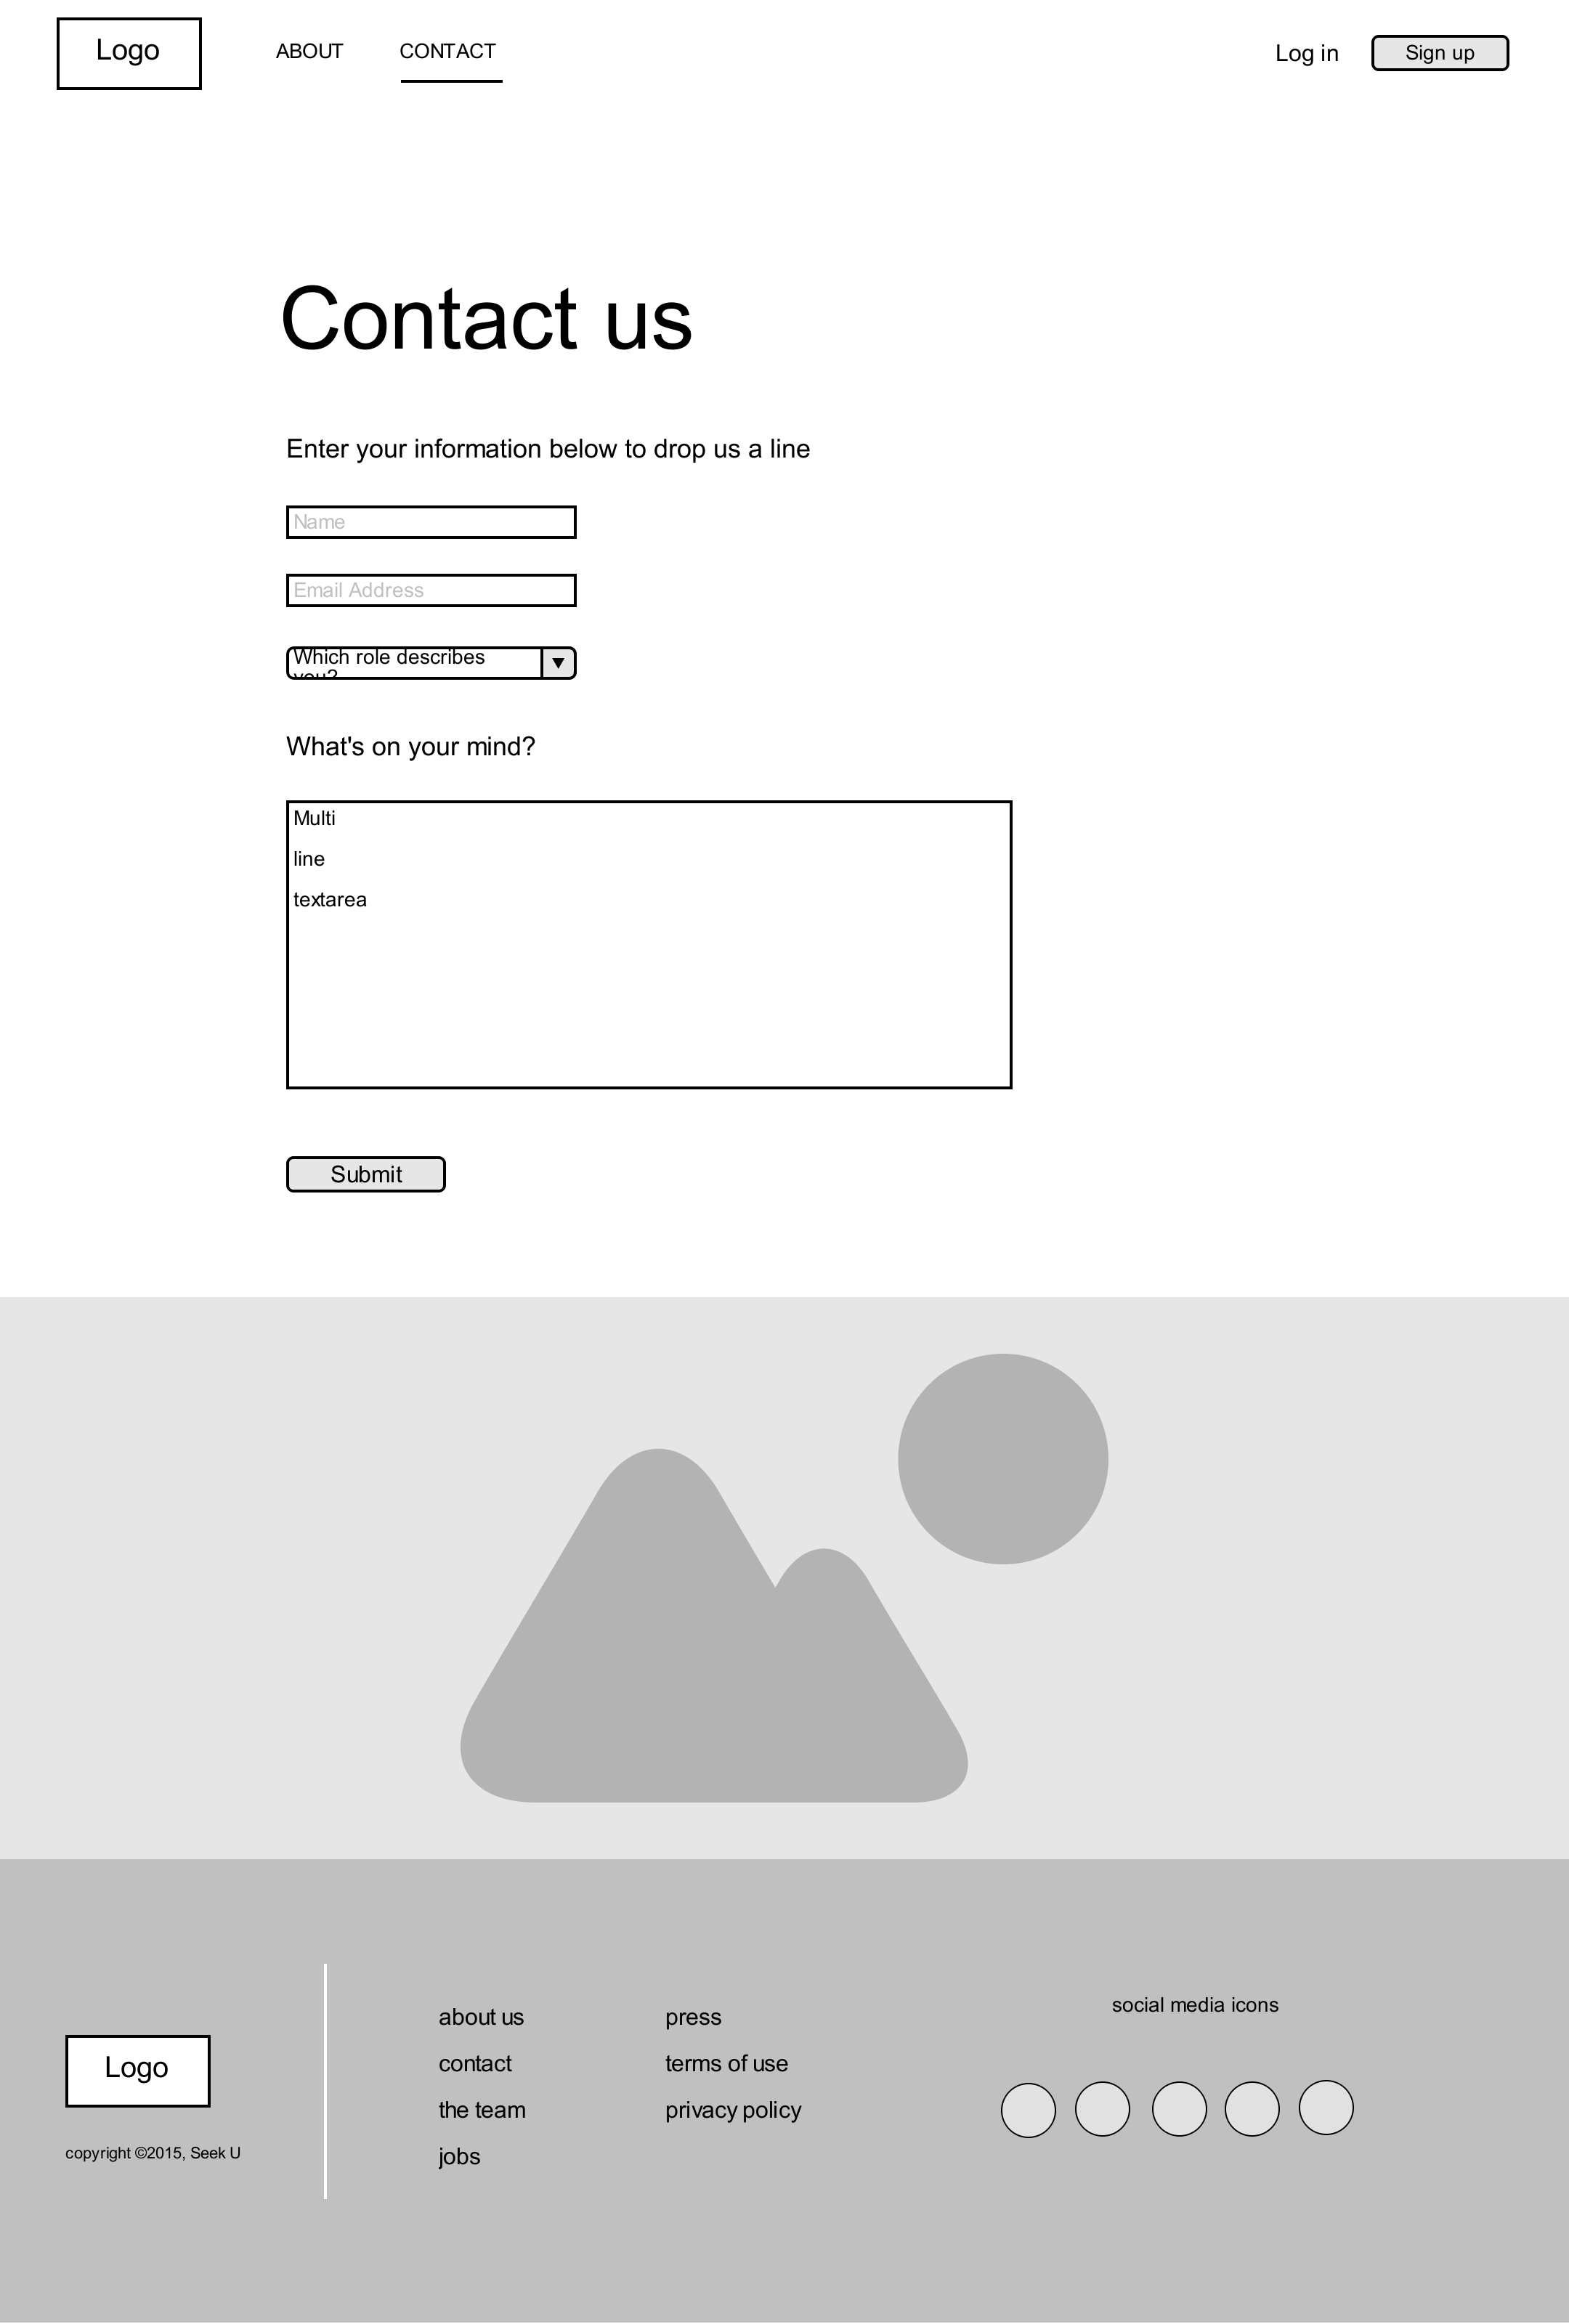 Logo
ABOUT
CONTACT
Log in
Sign up
Contact us
Enter your information below to drop us a line
Name
Email Address
Which role describes
you?
What's on your mind?
Multi
line
textarea
Submit
Logo
copyright ©2015, Seek U
about us
contact
the team
jobs
press
terms of use
privacy policy
social media icons